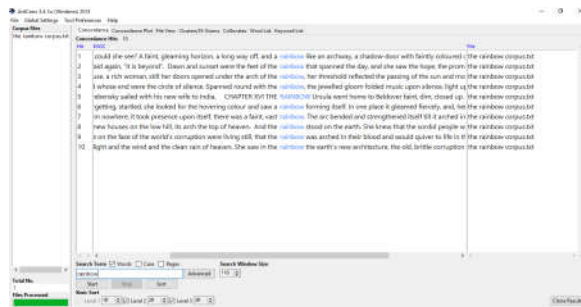 AntConc 3.4.3w (Windows) 2014
File Global Settings Tool Preferences Help
Corpus Files
the rainbow corpus.txt
Concordance Concordance Plot File View Clusters/N-Grams Collocates Word List Keyword List
Concordance Hits 10
Hit KWIC File
1 could she see? A faint, gleaming horizon, a long way off, and a rainbow like an archway, a shadow-door with faintly coloured c the rainbow corpus.txt
2 said again. "It is beyond". Dawn and sunset were the feet of the rainbow that spanned the day, and she saw the hope, the prom the rainbow corpus.txt
3 use, a rich woman, still her doors opened under the arch of the rainbow, her threshold reflected the passing of the sun and mo the rainbow corpus.txt
4 l whose end were the circle of silence. Spanned round with the rainbow, the jewelled gloom folded music upon silence, light up the rainbow corpus.txt
5 rebensky sailed with his new wife to India. CHAPTER XVI THE RAINBOW Ursula went home to Beldover faint, dim, closed up. the rainbow corpus.txt
6 getting, startled, she looked for the hovering colour and saw a rainbow forming itself. In one place it gleamed fiercely, and, he the rainbow corpus.txt
7 m nowhere, it took presence upon itself, there was a faint, vast rainbow. The arc bended and strengthened itself till it arched in the rainbow corpus.txt
8 new houses on the low hill, its arch the top of heaven. And the rainbow stood on the earth. She knew that the sordid people w the rainbow corpus.txt
9 s on the face of the world's corruption were living still, that the rainbow was arched in their blood and would quiver to life in t the rainbow corpus.txt
10 light and the wind and the clean rain of heaven. She saw in the rainbow the earth's new architecture, the old, brittle corruption the rainbow corpus.txt
Search Term Words Case Regex Search Window Size
rainbow Advanced 110
Total No.
1
Start Stop Sort
Files Processed
Kwic Sort
Level 1 Level 2 Level 3
Clone Results